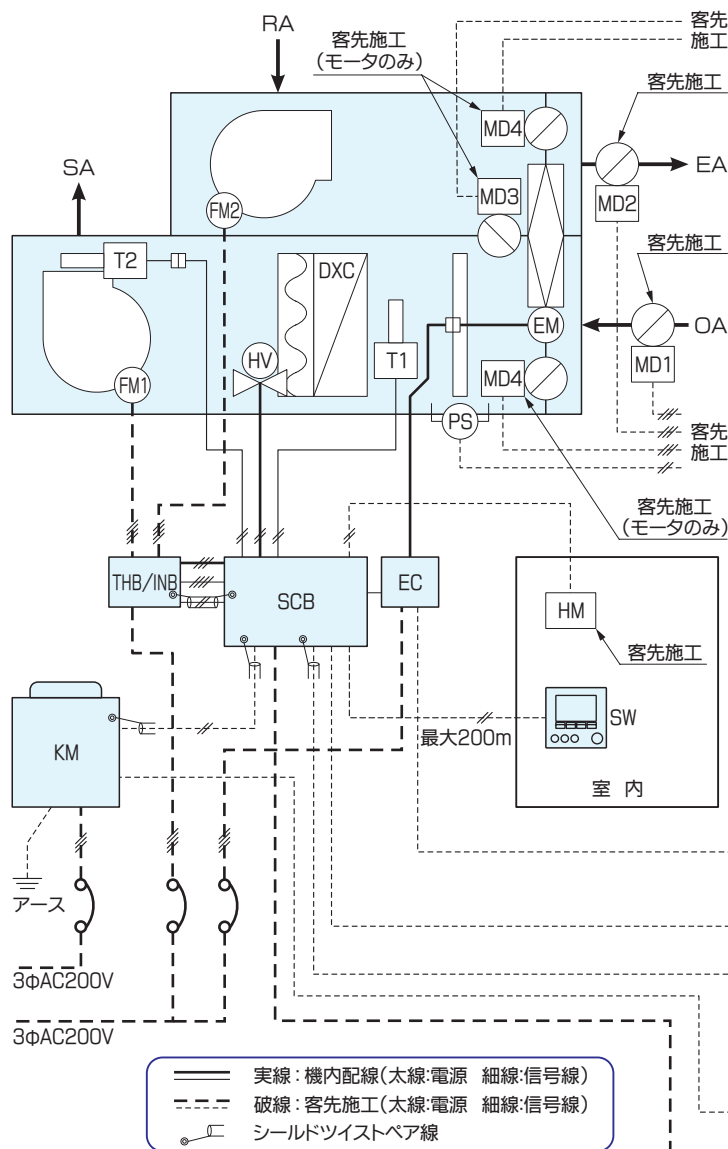 RA
客先施工
(モータのみ)
客先
施工
客先施工
MD4
EA
SA
MD3
MD2
FM2
客先施工
T2
DXC
OA
HV
T1
EM
MD1
FM1
MD4
PS
客先
施工
客先施工
(モータのみ)
THB/INB
SCB
EC
HM
客先施工
KM
SW
最大200m
室 内
アース
3φAC200V
3φAC200V
実線:機内配線(太線:電源 細線:信号線)
破線:客先施工(太線:電源 細線:信号線)
シールドツイストペア線